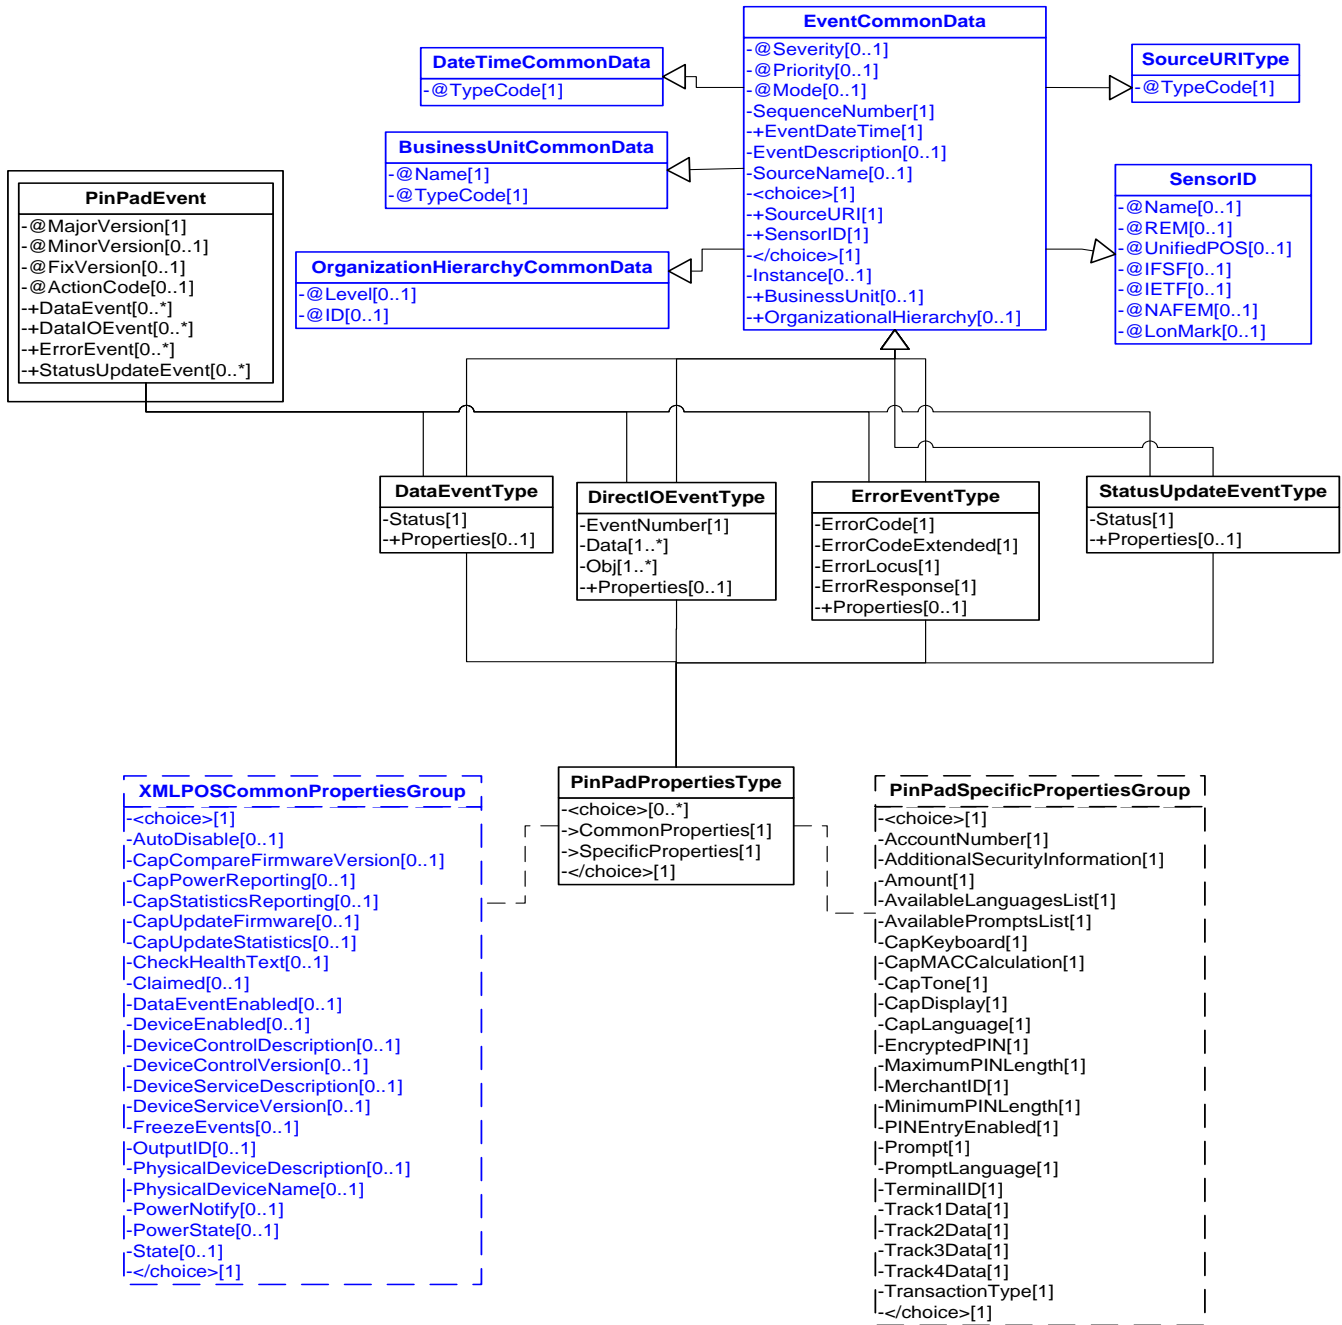 EventCommonData
-@Severity[0..1]
-@Priority[0..1]
-@Mode[0..1]
-SequenceNumber[1]
-+EventDateTime[1]
-EventDescription[0..1]
-SourceName[0..1]
-<choice>[1]
-+SourceURI[1]
-+SensorID[1]
-</choice>[1]
-Instance[0..1]
-+BusinessUnit[0..1]
-+OrganizationalHierarchy[0..1]
DateTimeCommonData
-@TypeCode[1]
SourceURIType
-@TypeCode[1]
BusinessUnitCommonData
-@Name[1]
-@TypeCode[1]
SensorID
-@Name[0..1]
-@REM[0..1]
-@UnifiedPOS[0..1]
-@IFSF[0..1]
-@IETF[0..1]
-@NAFEM[0..1]
-@LonMark[0..1]
PinPadEvent
-@MajorVersion[1]
-@MinorVersion[0..1]
-@FixVersion[0..1]
-@ActionCode[0..1]
-+DataEvent[0..*]
-+DataIOEvent[0..*]
-+ErrorEvent[0..*]
-+StatusUpdateEvent[0..*]
OrganizationHierarchyCommonData
-@Level[0..1]
-@ID[0..1]
DataEventType
-Status[1]
-+Properties[0..1]
DirectIOEventType
-EventNumber[1]
-Data[1..*]
-Obj[1..*]
-+Properties[0..1]
ErrorEventType
-ErrorCode[1]
-ErrorCodeExtended[1]
-ErrorLocus[1]
-ErrorResponse[1]
-+Properties[0..1]
StatusUpdateEventType
-Status[1]
-+Properties[0..1]
XMLPOSCommonPropertiesGroup
-<choice>[1]
-AutoDisable[0..1]
-CapCompareFirmwareVersion[0..1]
-CapPowerReporting[0..1]
-CapStatisticsReporting[0..1]
-CapUpdateFirmware[0..1]
-CapUpdateStatistics[0..1]
-CheckHealthText[0..1]
-Claimed[0..1]
-DataEventEnabled[0..1]
-DeviceEnabled[0..1]
-DeviceControlDescription[0..1]
-DeviceControlVersion[0..1]
-DeviceServiceDescription[0..1]
-DeviceServiceVersion[0..1]
-FreezeEvents[0..1]
-OutputID[0..1]
-PhysicalDeviceDescription[0..1]
-PhysicalDeviceName[0..1]
-PowerNotify[0..1]
-PowerState[0..1]
-State[0..1]
-</choice>[1]
PinPadPropertiesType
-<choice>[0..*]
->CommonProperties[1]
->SpecificProperties[1]
-</choice>[1]
PinPadSpecificPropertiesGroup
-<choice>[1]
-AccountNumber[1]
-AdditionalSecurityInformation[1]
-Amount[1]
-AvailableLanguagesList[1]
-AvailablePromptsList[1]
-CapKeyboard[1]
-CapMACCalculation[1]
-CapTone[1]
-CapDisplay[1]
-CapLanguage[1]
-EncryptedPIN[1]
-MaximumPINLength[1]
-MerchantID[1]
-MinimumPINLength[1]
-PINEntryEnabled[1]
-Prompt[1]
-PromptLanguage[1]
-TerminalID[1]
-Track1Data[1]
-Track2Data[1]
-Track3Data[1]
-Track4Data[1]
-TransactionType[1]
-</choice>[1]